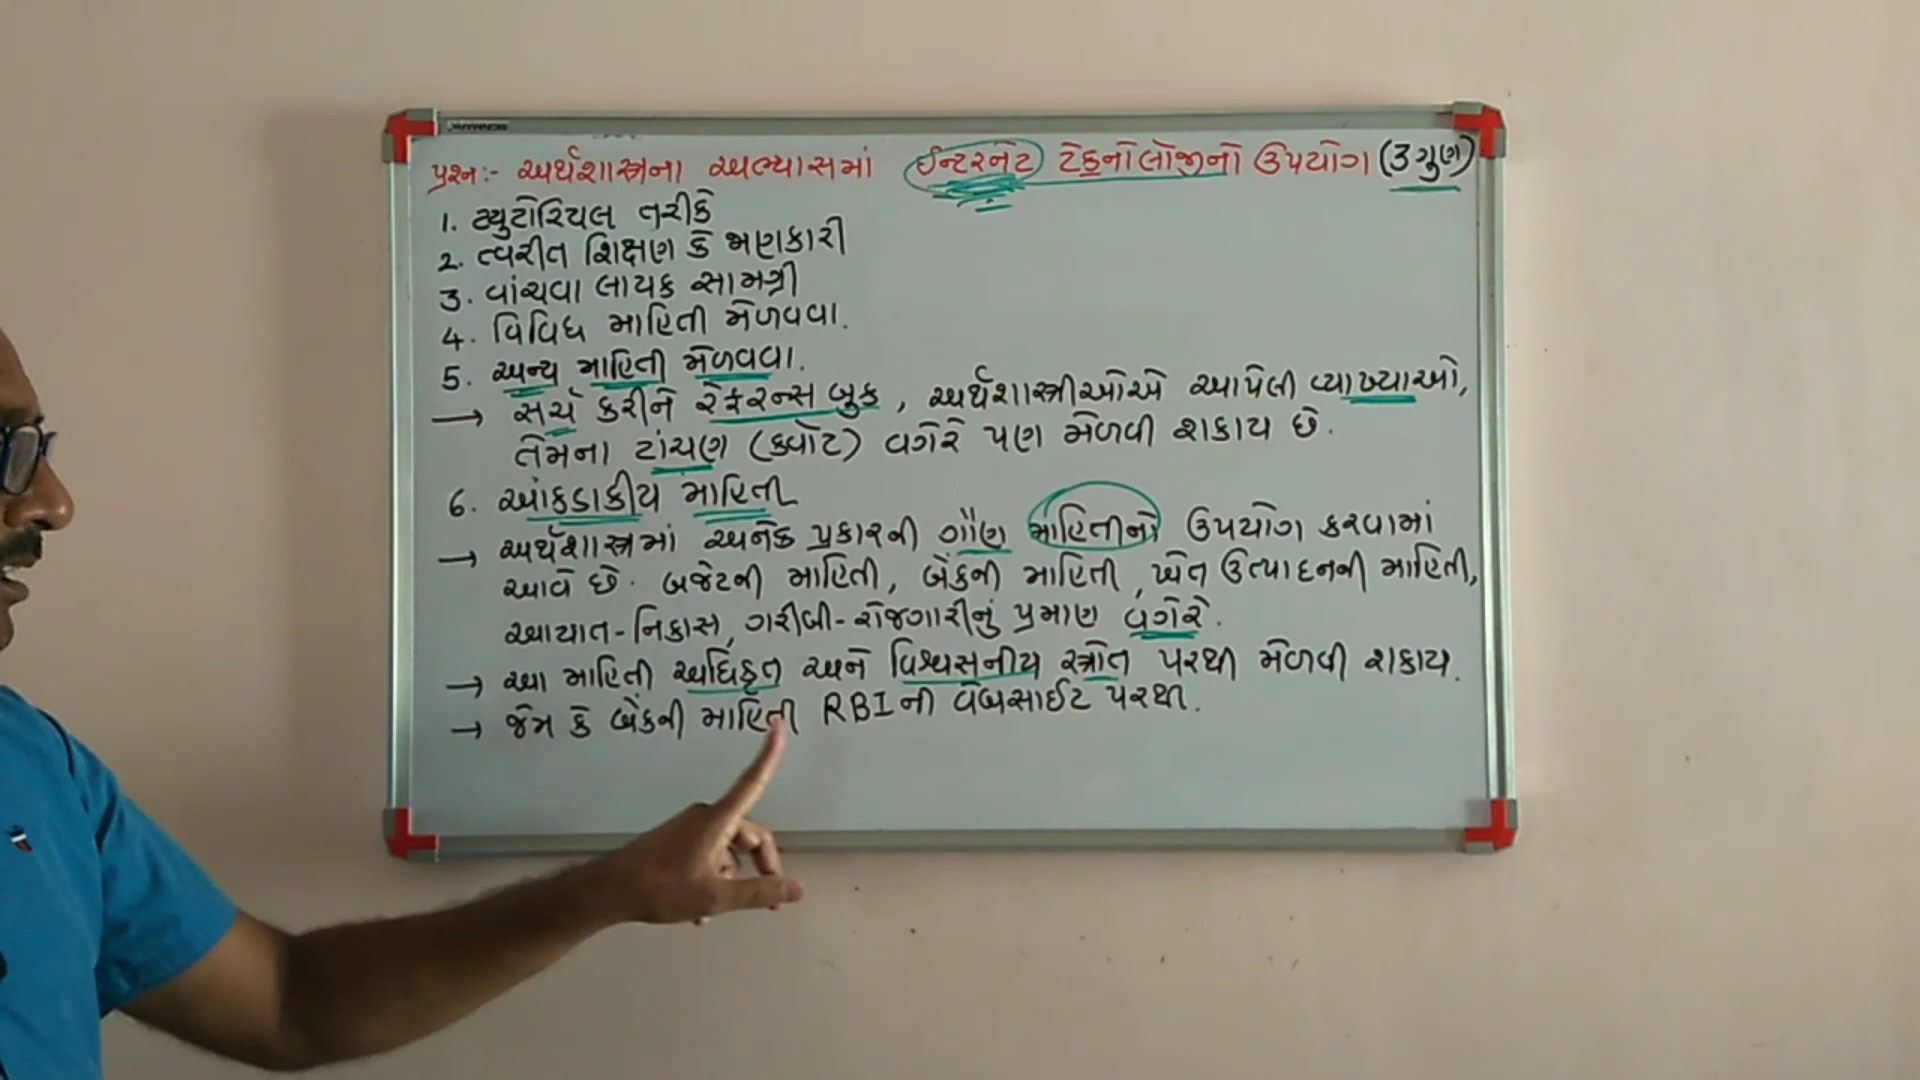 પ્રશ્ન:- અર્થશાસ્ત્રના અભ્યાસમાં ઈન્ટરનેટ ટેકનોલોજીનો ઉપયોગ (૩ ગુણ)
1. ટ્યુટોરિયલ તરીકે
2. ત્વરીત શિક્ષણ કે જાણકારી
3. વાંચવા લાયક સામગ્રી
4. વિવિધ માહિતી મેળવવા.
5. અન્ય માહિતી મેળવવા.
→ સર્ચ કરીને રેફરન્સ બુક, અર્થશાસ્ત્રીઓએ આપેલી વ્યાખ્યાઓ,
તેમના ટાંચણ (ક્વોટ) વગેરે પણ મેળવી શકાય છે.
6. આંકડાકીય માહિતી
→ અર્થશાસ્ત્રમાં અનેક પ્રકારની ગૌણ માહિતીનો ઉપયોગ કરવામાં
આવે છે. બજેટની માહિતી, બેંકની માહિતી, ખેત ઉત્પાદનની માહિતી,
આયાત-નિકાસ, ગરીબી-રોજગારીનું પ્રમાણ વગેરે.
→ આ માહિતી અધિકૃત અને વિશ્વસનીય સ્ત્રોત પરથી મેળવી શકાય.
→ જેમ કે બેંકની માહિતી RBI ની વેબસાઈટ પરથી.